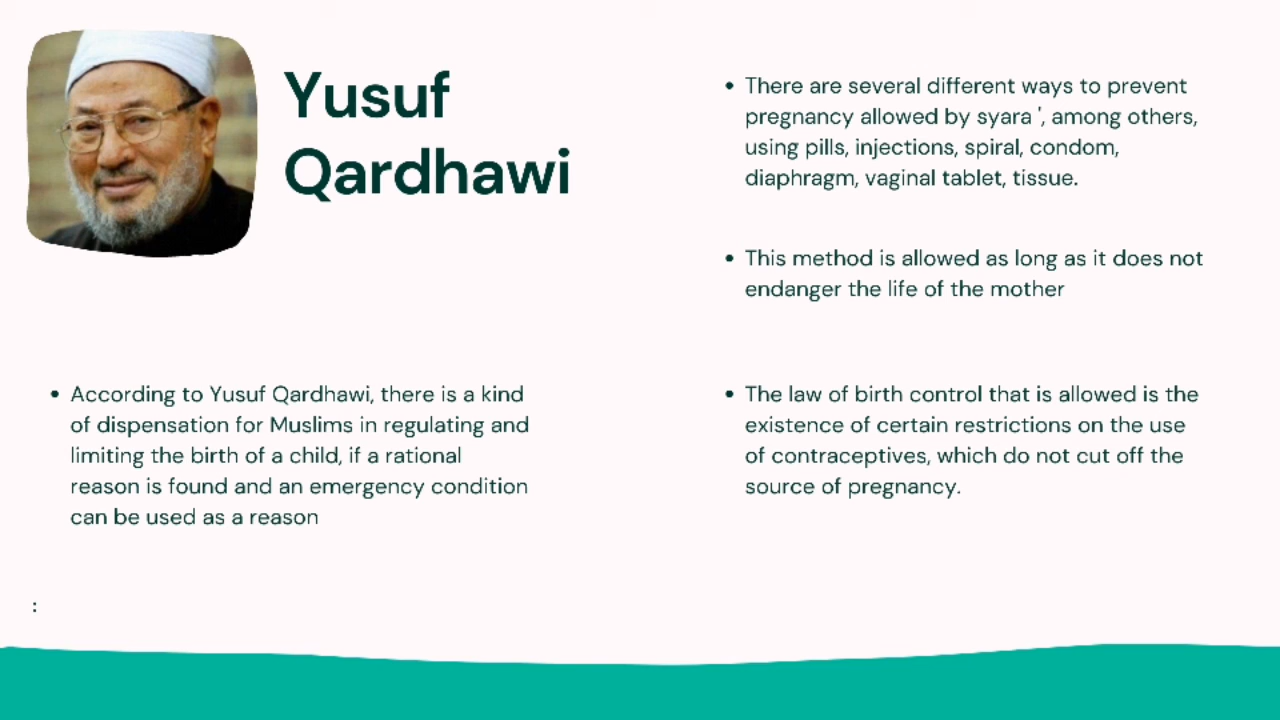 Yusuf
Qardhawi
• According to Yusuf Qardhawi, there is a kind
of dispensation for Muslims in regulating and
limiting the birth of a child, if a rational
reason is found and an emergency condition
can be used as a reason
:
• There are several different ways to prevent
pregnancy allowed by syara ', among others,
using pills, injections, spiral, condom,
diaphragm, vaginal tablet, tissue.
• This method is allowed as long as it does not
endanger the life of the mother
• The law of birth control that is allowed is the
existence of certain restrictions on the use
of contraceptives, which do not cut off the
source of pregnancy.